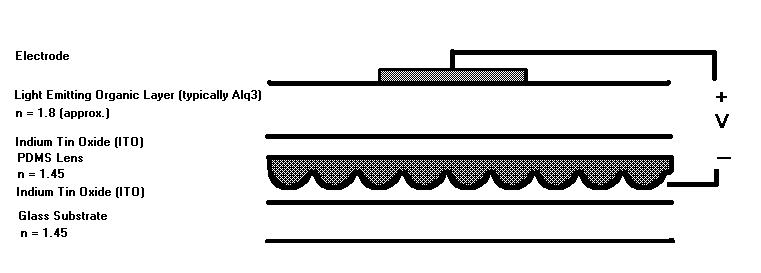 Electrode
Light Emitting Organic Layer (typically Alq3)
n = 1.8 (approx.)
Indium Tin Oxide (ITO)
PDMS Lens
n = 1.45
Indium Tin Oxide (ITO)
Glass Substrate
n = 1.45
+
V
–